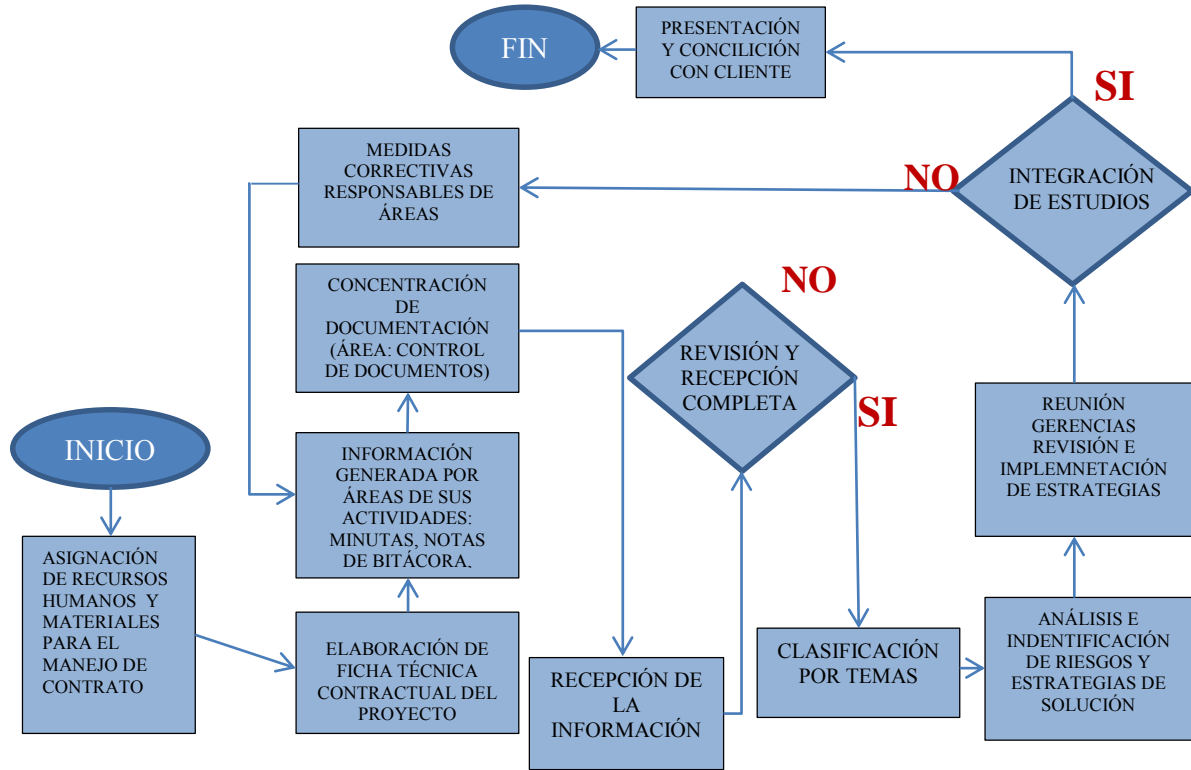 FIN
PRESENTACIÓN
Y CONCILICIÓN
CON CLIENTE
SI
MEDIDAS
CORRECTIVAS
RESPONSABLES DE
ÁREAS
NO
INTEGRACIÓN
DE ESTUDIOS
CONCENTRACIÓN
DE
DOCUMENTACIÓN
(ÁREA: CONTROL
DE DOCUMENTOS)
NO
REVISIÓN Y
RECEPCIÓN
COMPLETA
SI
REUNIÓN
GERENCIAS
REVISIÓN E
IMPLEMNETACIÓN
DE ESTRATEGIAS
INICIO
INFORMACIÓN
GENERADA POR
ÁREAS DE SUS
ACTIVIDADES:
MINUTAS, NOTAS
DE BITÁCORA.
ASIGNACIÓN
DE RECURSOS
HUMANOS Y
MATERIALES
PARA EL
MANEJO DE
CONTRATO
ELABORACIÓN DE
FICHA TÉCNICA
CONTRACTUAL DEL
PROYECTO
RECEPCIÓN DE
LA
INFORMACIÓN
CLASIFICACIÓN
POR TEMAS
ANÁLISIS E
INDENTIFICACIÓN
DE RIESGOS Y
ESTRATEGIAS DE
SOLUCIÓN